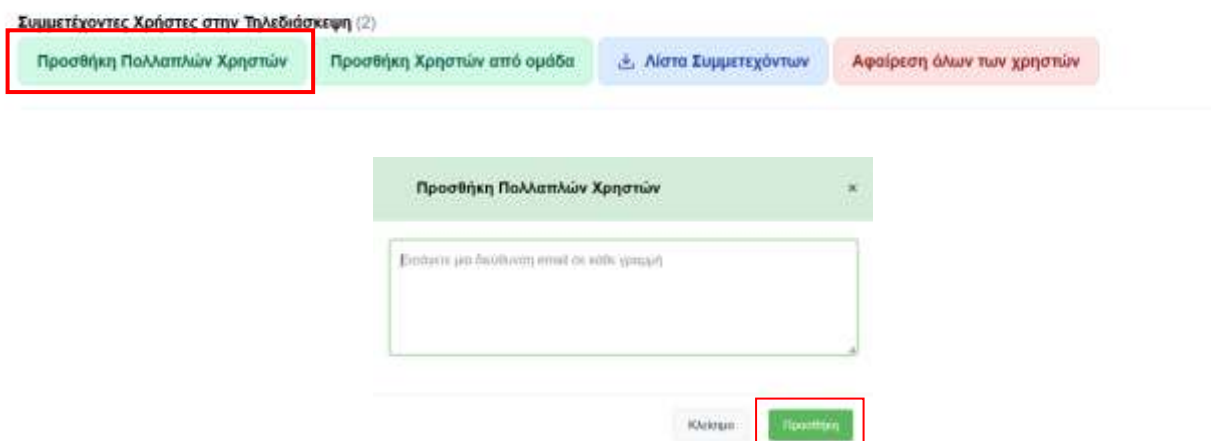 Συμμετέχοντες Χρήστες στην Τηλεδιάσκεψη (2)
Προσθήκη Πολλαπλών Χρηστών Προσθήκη Χρηστών από ομάδα Λίστα Συμμετεχόντων Αφαίρεση όλων των χρηστών
Προσθήκη Πολλαπλών Χρηστών ×
Εισάγετε μια διεύθυνση email σε κάθε γραμμή
Κλείσιμο Προσθήκη